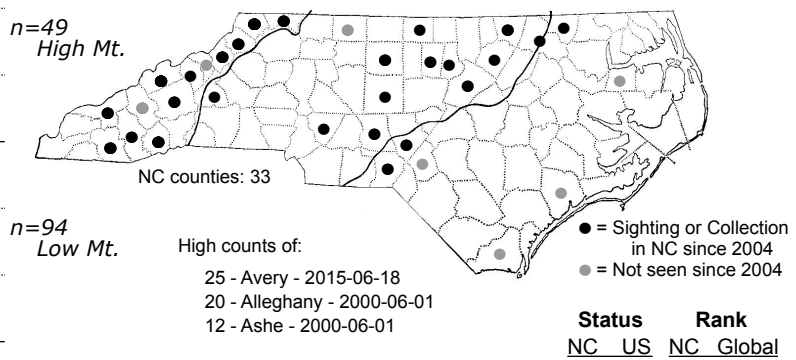 n=49
High Mt.
NC counties: 33
n=94
Low Mt.
High counts of:
25 - Avery - 2015-06-18
20 - Alleghany - 2000-06-01
12 - Ashe - 2000-06-01
● = Sighting or Collection
in NC since 2004
● = Not seen since 2004
Status Rank
NC US NC Global